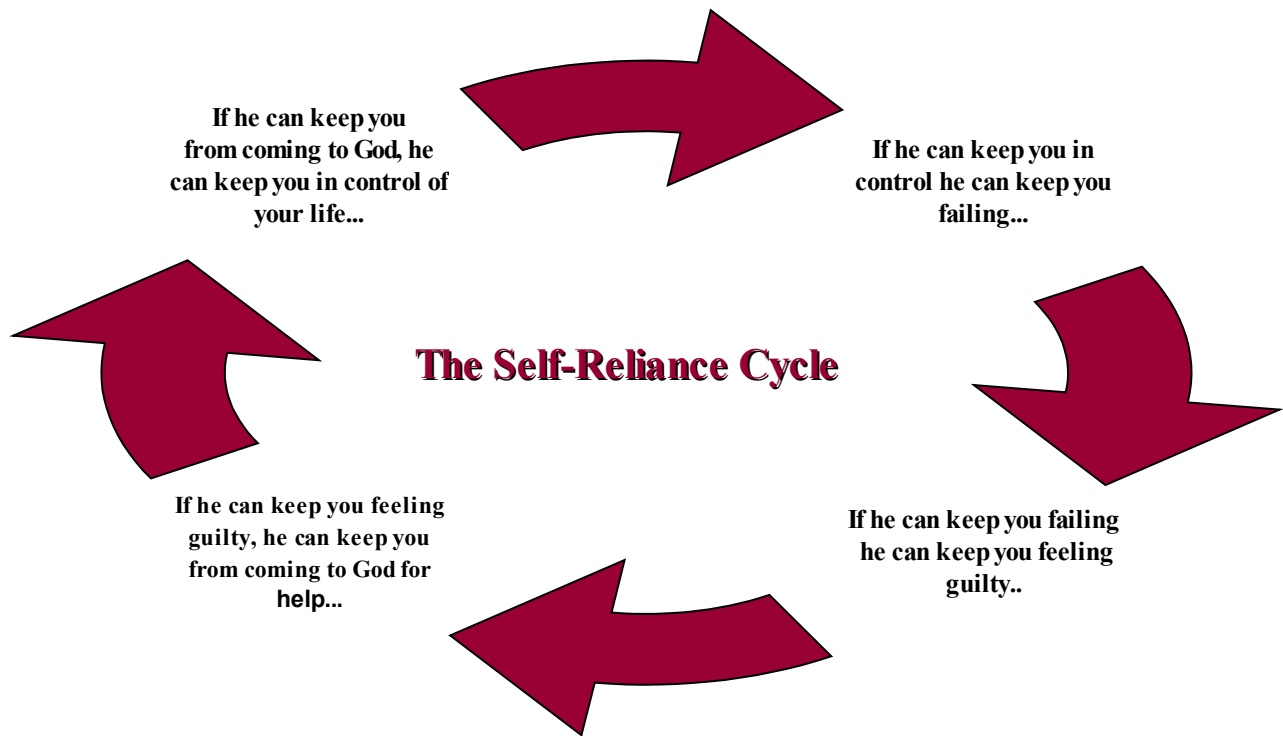 If he can keep you
from coming to God, he
can keep you in control of
your life...
If he can keep you in
control he can keep you
failing...
The Self-Reliance Cycle
If he can keep you failing
he can keep you feeling
guilty..
If he can keep you feeling
guilty, he can keep you
from coming to God for
help...